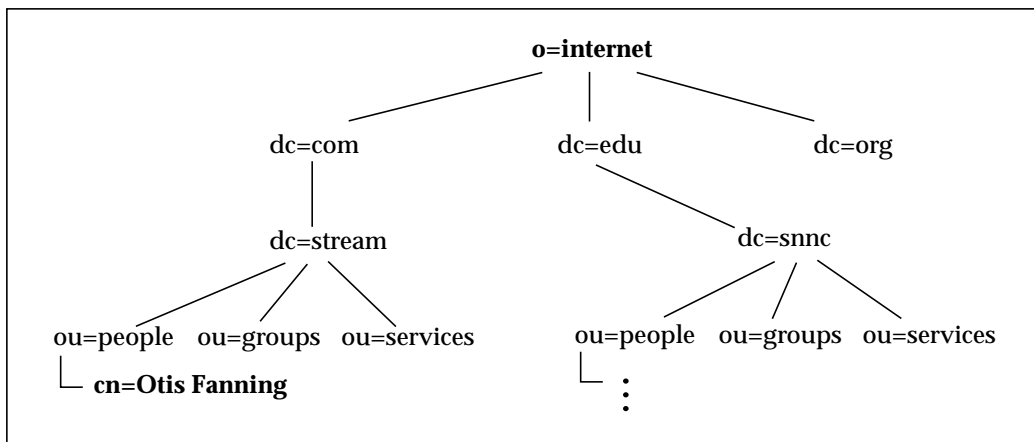 o=internet
dc=com dc=edu dc=org
dc=stream dc=snnc
ou=people ou=groups ou=services ou=people ou=groups ou=services
cn=Otis Fanning